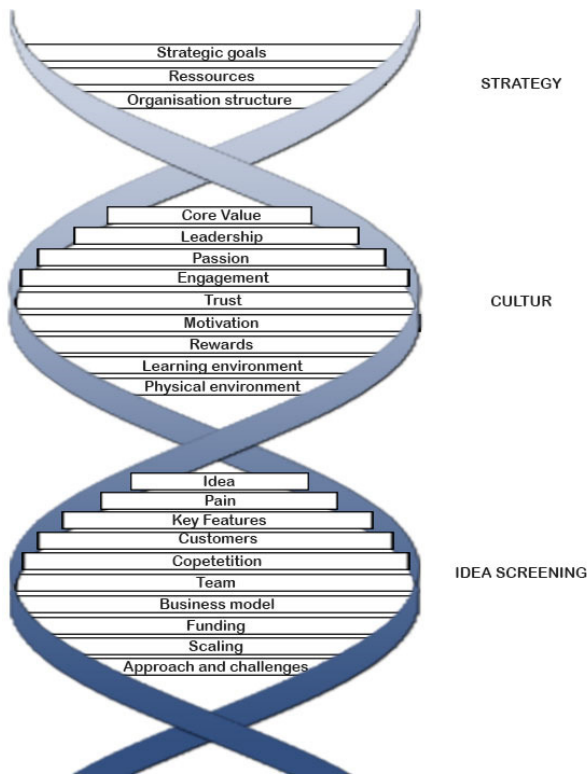 Strategic goals
Ressources
Organisation structure
STRATEGY
Core Value
Leadership
Passion
Engagement
Trust
Motivation
Rewards
Learning environment
Physical environment
CULTUR
Idea
Pain
Key Features
Customers
Copetetition
Team
Business model
Funding
Scaling
Approach and challenges
IDEA SCREENING